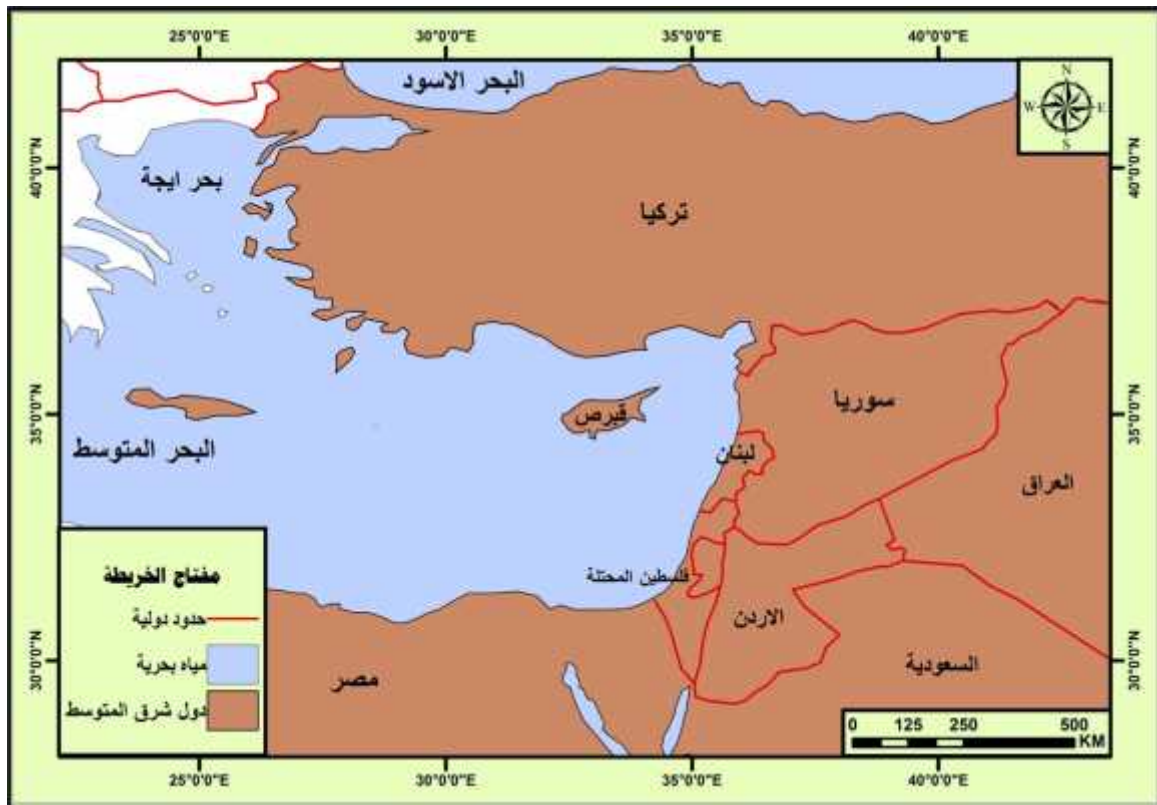 25°0'0"E 30°0'0"E 35°0'0"E 40°0'0"E
البحر الاسود
N
W E
S
40°0'0"N 40°0'0"N
بحر ايجة
تركيا
35°0'0"N 35°0'0"N
سوريا
قبرص
البحر المتوسط
لبنان
العراق
فلسطين المحتلة
الاردن
السعودية
مصر
30°0'0"N 30°0'0"N
مفتاح الخريطة
حدود دولية
مياه بحرية
دول شرق المتوسط
0 125 250 500
KM
25°0'0"E 30°0'0"E 35°0'0"E 40°0'0"E